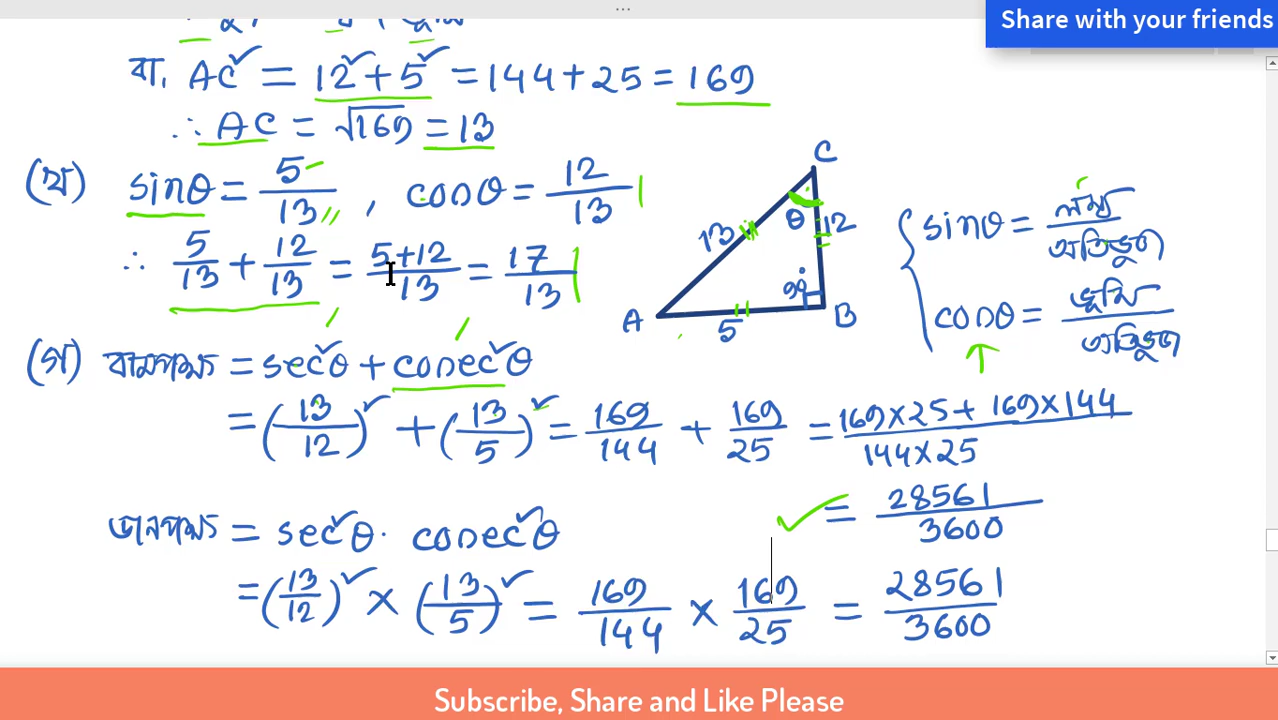 Share with your friends
বা, AC² = 12² + 5² = 144 + 25 = 169
∴ AC = √169 = 13
(খ) sinθ = 5/13 , cosθ = 12/13
∴ 5/13 + 12/13 = 5+12/13 = 17/13
C
θ
13
12
90°
A
5
B
sinθ = লম্ব/অতিভুজ
cosθ = ভূমি/অতিভুজ
(গ) বামপক্ষ = sec²θ + cosec²θ
= (13/12)² + (13/5)² = 169/144 + 169/25 = 169×25 + 169×144/144×25
= 28561/3600
ডানপক্ষ = sec²θ · cosec²θ
= (13/12)² × (13/5)² = 169/144 × 169/25 = 28561/3600
Subscribe, Share and Like Please